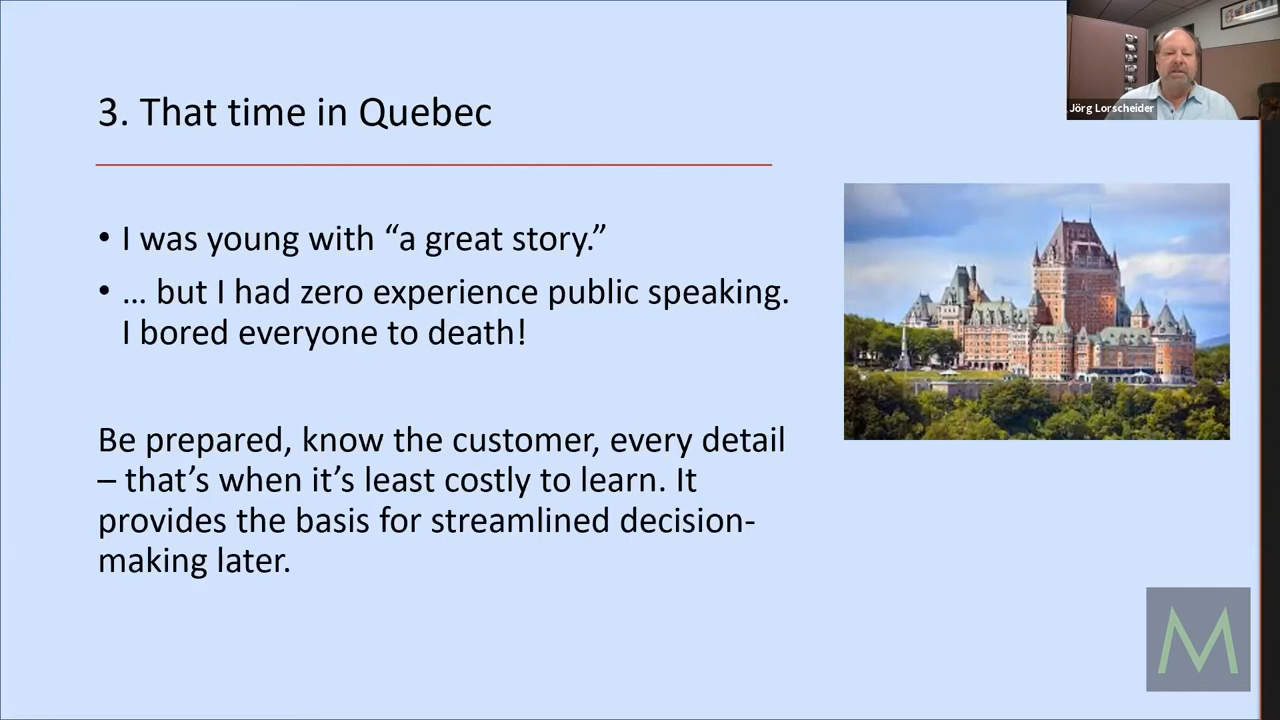 Jörg Lorscheider
3. That time in Quebec
• I was young with “a great story.”
• … but I had zero experience public speaking.
I bored everyone to death!
Be prepared, know the customer, every detail
– that’s when it’s least costly to learn. It
provides the basis for streamlined decision-
making later.
M